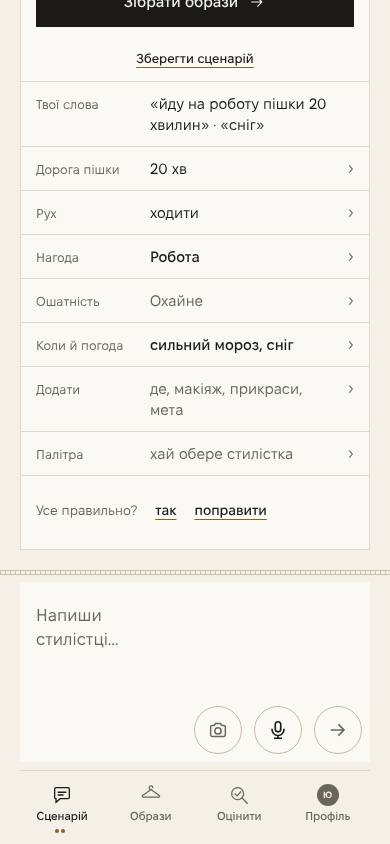 Зібрати образи →
Зберегти сценарій
Твої слова «йду на роботу пішки 20
хвилин» · «сніг»
Дорога пішки 20 хв
Рух ходити
Нагода Робота
Ошатність Охайне
Коли й погода сильний мороз, сніг
Додати де, макіяж, прикраси,
мета
Палітра хай обере стилістка
Усе правильно? так поправити
Напиши
стилістці...
Ю
Сценарій Образи Оцінити Профіль